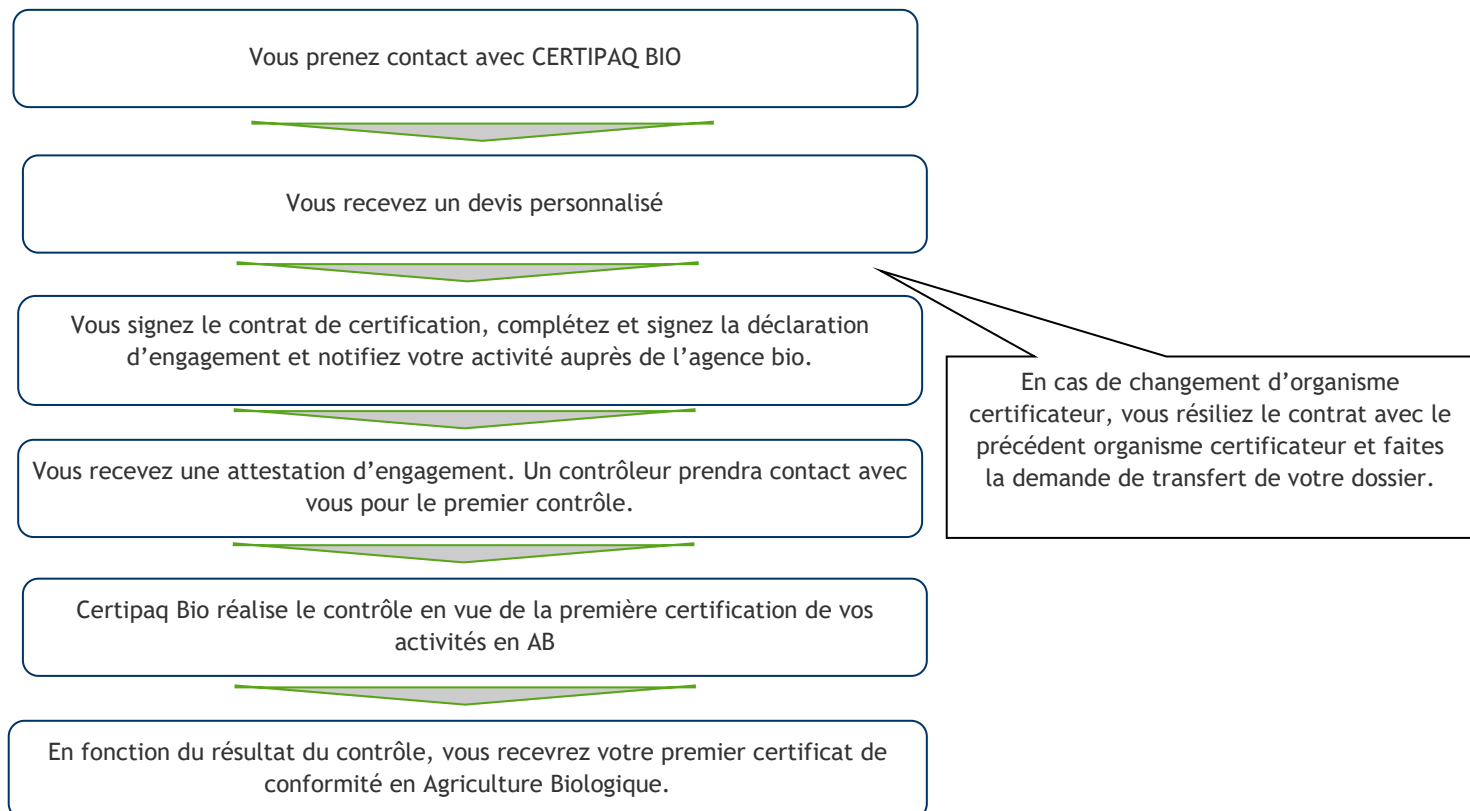 Vous prenez contact avec CERTIPAQ BIO
Vous recevez un devis personnalisé
Vous signez le contrat de certification, complétez et signez la déclaration
d’engagement et notifiez votre activité auprès de l’agence bio.
En cas de changement d’organisme
certificateur, vous résiliez le contrat avec le
précédent organisme certificateur et faites
la demande de transfert de votre dossier.
Vous recevez une attestation d’engagement. Un contrôleur prendra contact avec
vous pour le premier contrôle.
Certipaq Bio réalise le contrôle en vue de la première certification de vos
activités en AB
En fonction du résultat du contrôle, vous recevrez votre premier certificat de
conformité en Agriculture Biologique.